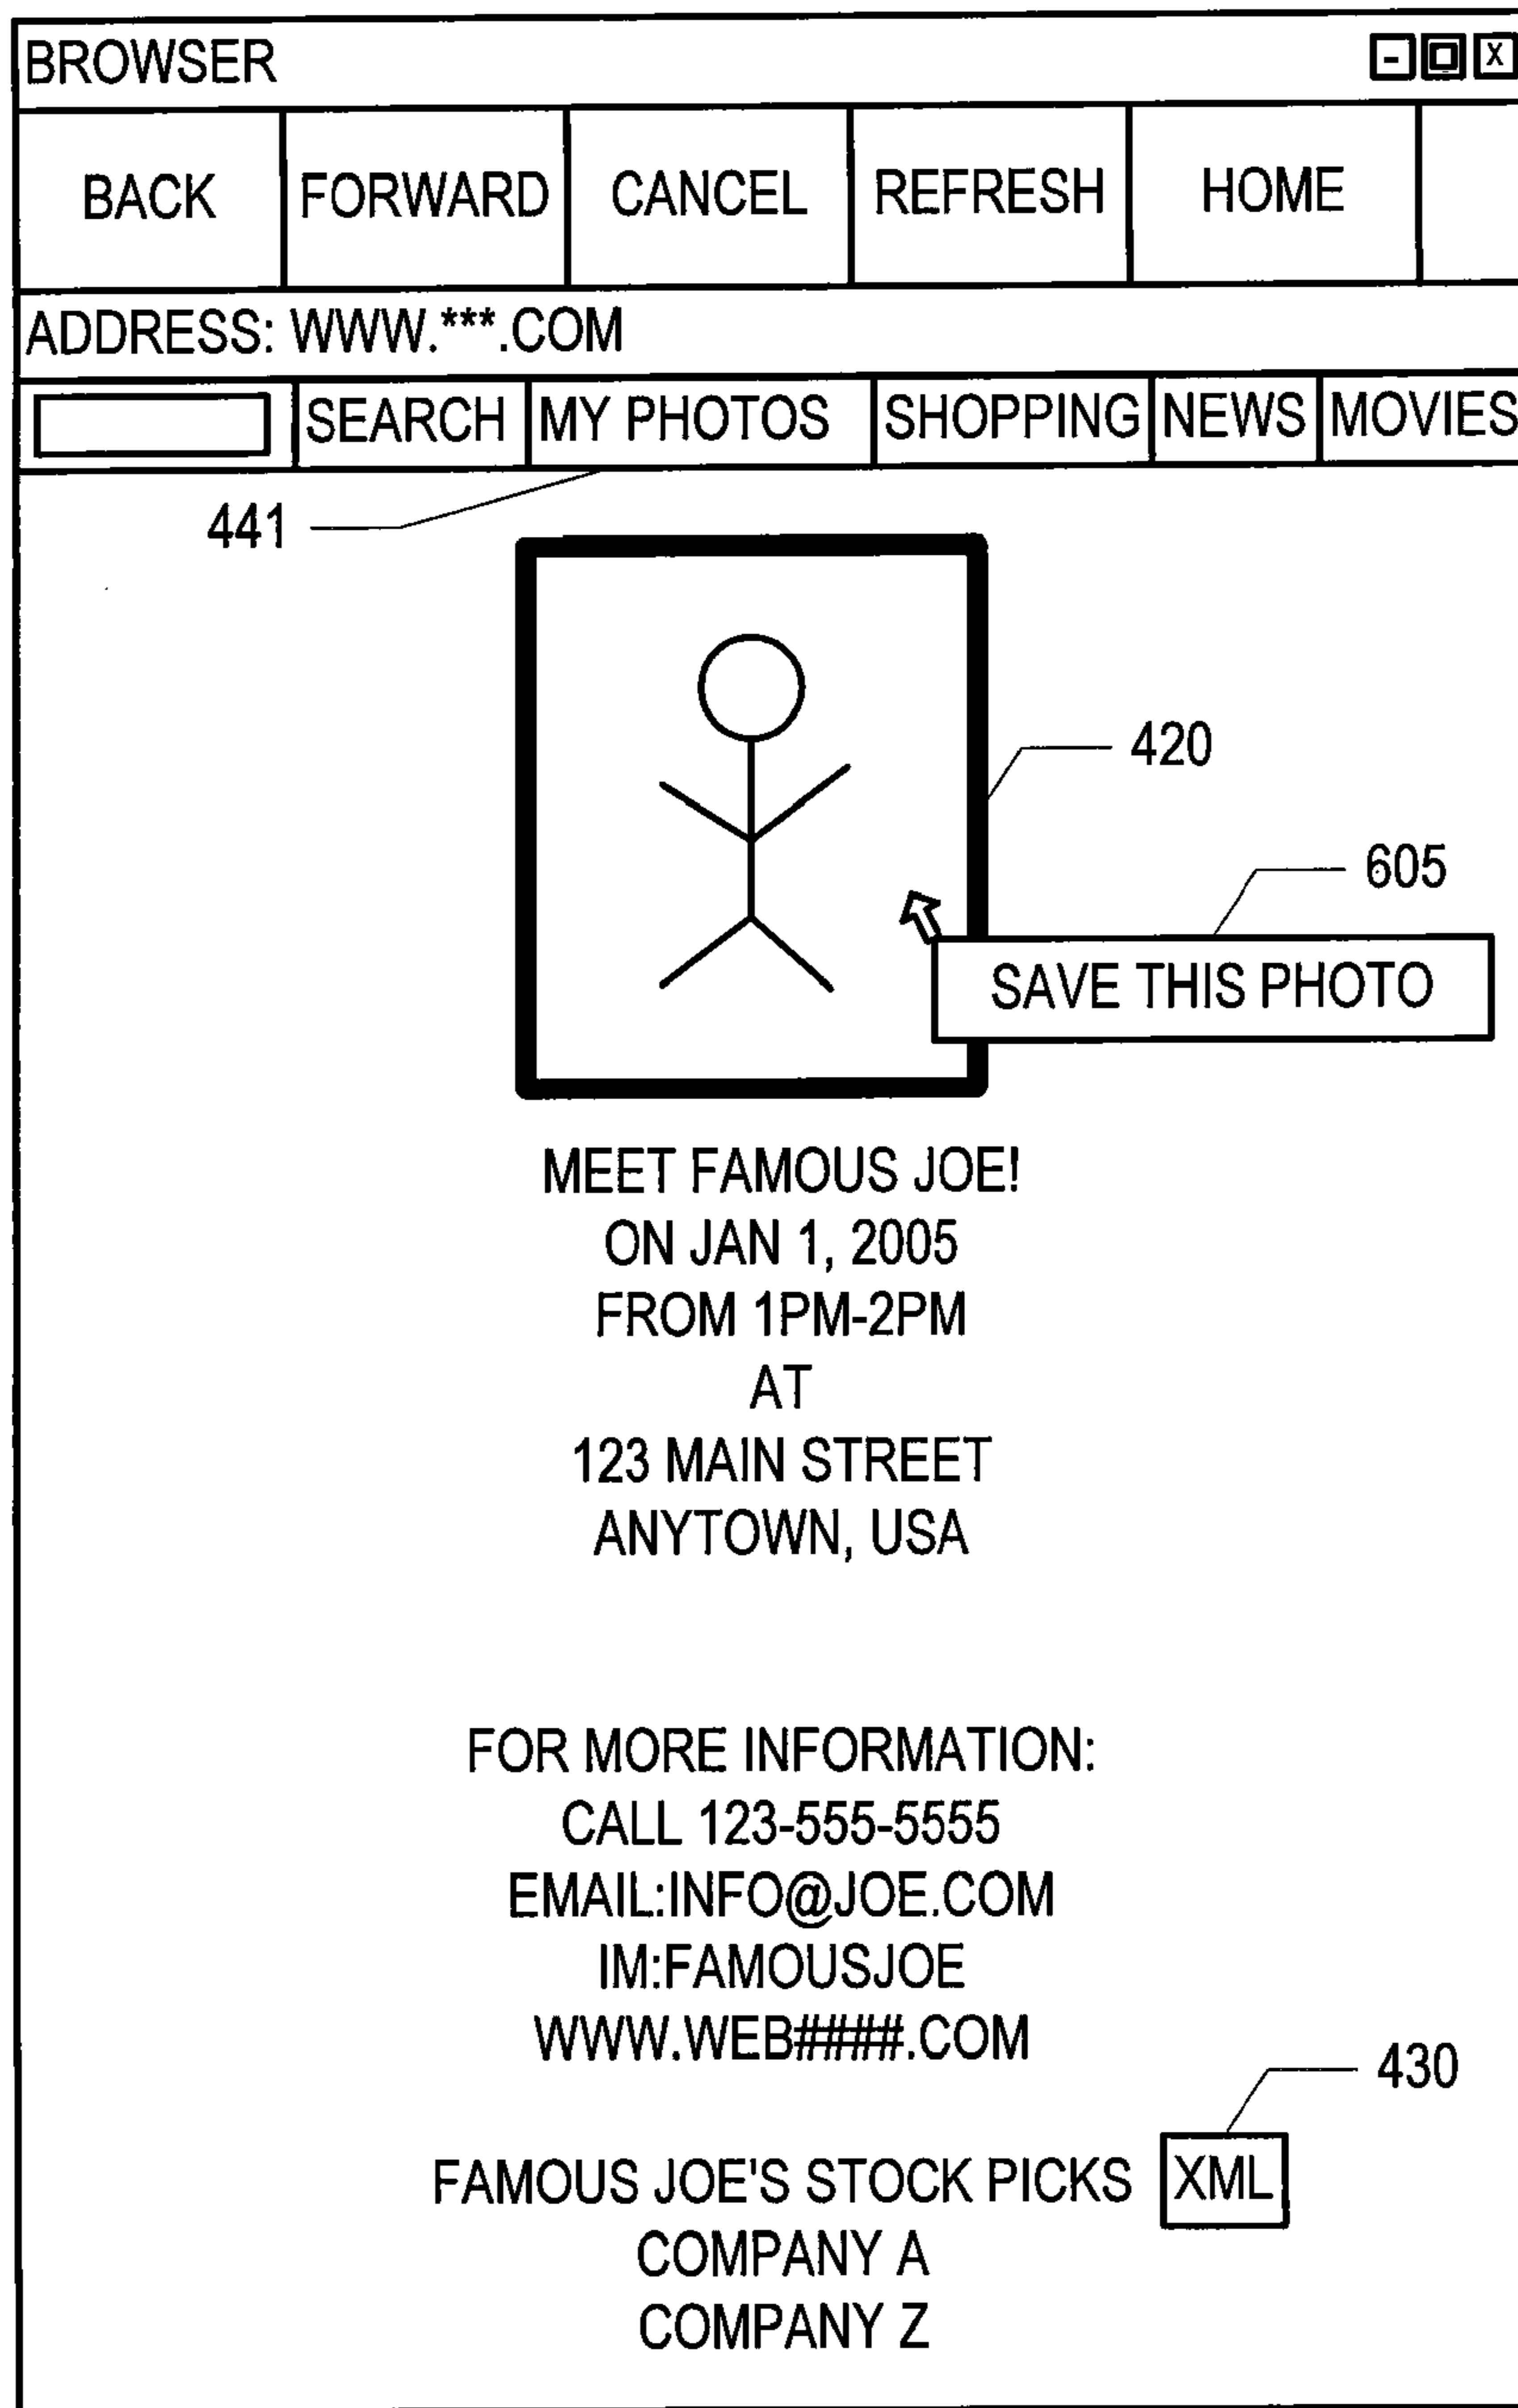 BROWSER - X
BACK FORWARD CANCEL REFRESH HOME
ADDRESS: WWW.***.COM
SEARCH MY PHOTOS SHOPPING NEWS MOVIES
441
420
605
SAVE THIS PHOTO
MEET FAMOUS JOE!
ON JAN 1, 2005
FROM 1PM-2PM
AT
123 MAIN STREET
ANYTOWN, USA
FOR MORE INFORMATION:
CALL 123-555-5555
EMAIL:INFO@JOE.COM
IM:FAMOUSJOE
WWW.WEB####.COM
430
FAMOUS JOE'S STOCK PICKS XML
COMPANY A
COMPANY Z